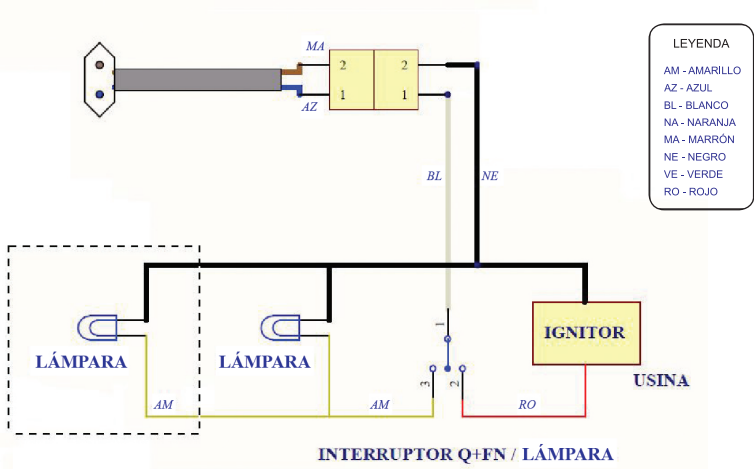 LEYENDA
AM - AMARILLO
AZ - AZUL
BL - BLANCO
NA - NARANJA
MA - MARRÓN
NE - NEGRO
VE - VERDE
RO - ROJO
MA
2 2
1 1
AZ
BL NE
1
IGNITOR
LÁMPARA LÁMPARA
3 2
USINA
AM AM RO
INTERRUPTOR Q+FN / LÁMPARA